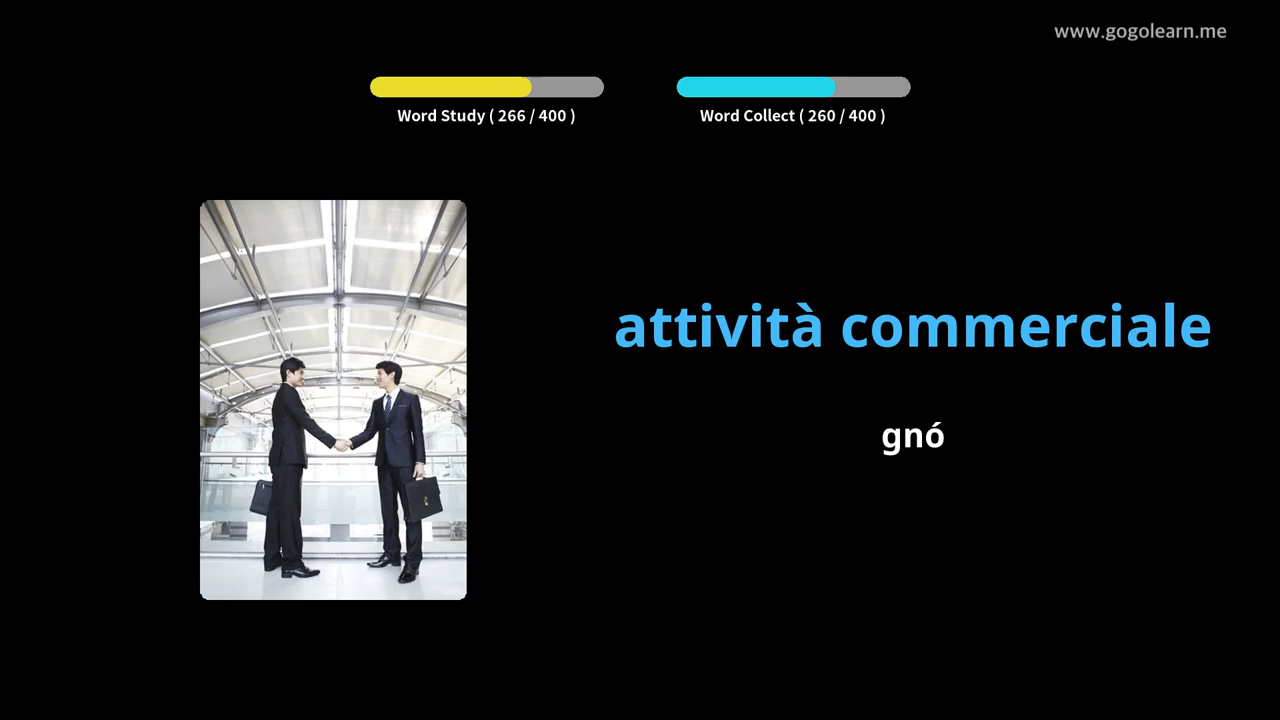 www.gogolearn.me
Word Study ( 266 / 400 )
Word Collect ( 260 / 400 )
attività commerciale
gnó